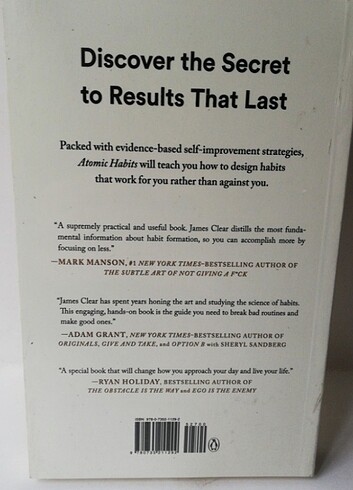 Discover the Secret
to Results That Last
Packed with evidence-based self-improvement strategies,
Atomic Habits will teach you how to design habits
that work for you rather than against you.
"A supremely practical and useful book. James Clear distills the most funda-
mental information about habit formation, so you can accomplish more by
focusing on less."
—MARK MANSON, #1 NEW YORK TIMES–BESTSELLING AUTHOR OF
THE SUBTLE ART OF NOT GIVING A F*CK
"James Clear has spent years honing the art and studying the science of habits.
This engaging, hands-on book is the guide you need to break bad routines and
make good ones."
—ADAM GRANT, NEW YORK TIMES–BESTSELLING AUTHOR OF
ORIGINALS, GIVE AND TAKE, and OPTION B with SHERYL SANDBERG
"A special book that will change how you approach your day and live your life."
—RYAN HOLIDAY, BESTSELLING AUTHOR OF
THE OBSTACLE IS THE WAY and EGO IS THE ENEMY